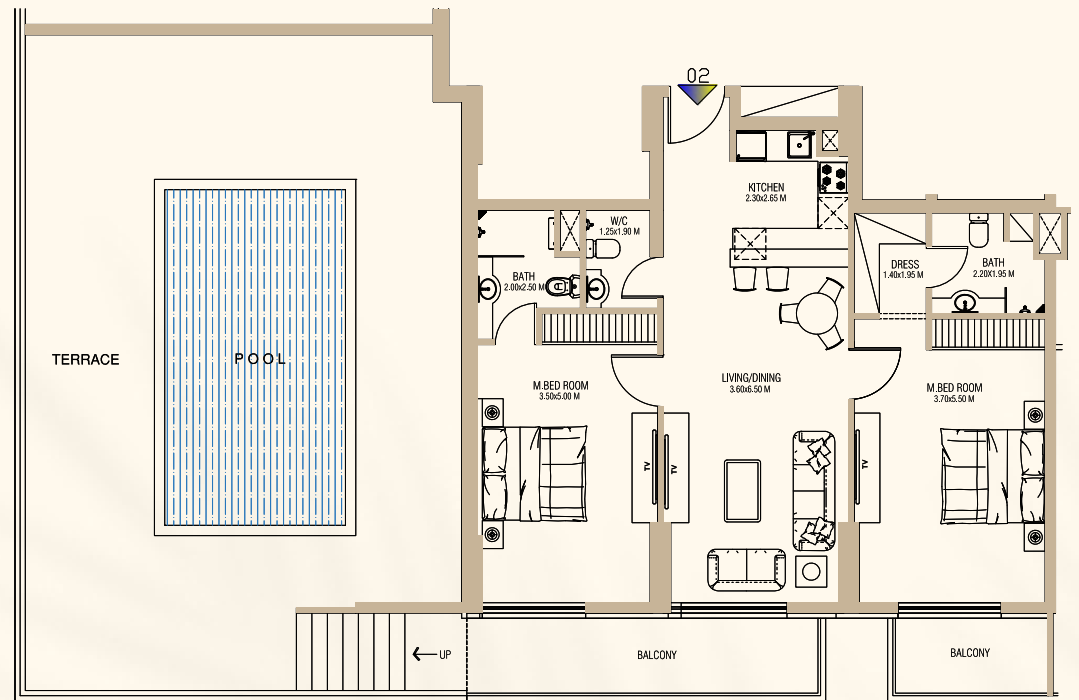 02
KITCHEN
2.30x2.65 M
W/C
1.25x1.90 M
BATH
2.00x2.50 M
DRESS
1.40x1.95 M
BATH
2.20X1.95 M
TERRACE
POOL
M.BED ROOM
3.50x5.00 M
LIVING/DINING
3.60x6.50 M
M.BED ROOM
3.70x5.50 M
TV
TV
TV
UP
BALCONY
BALCONY